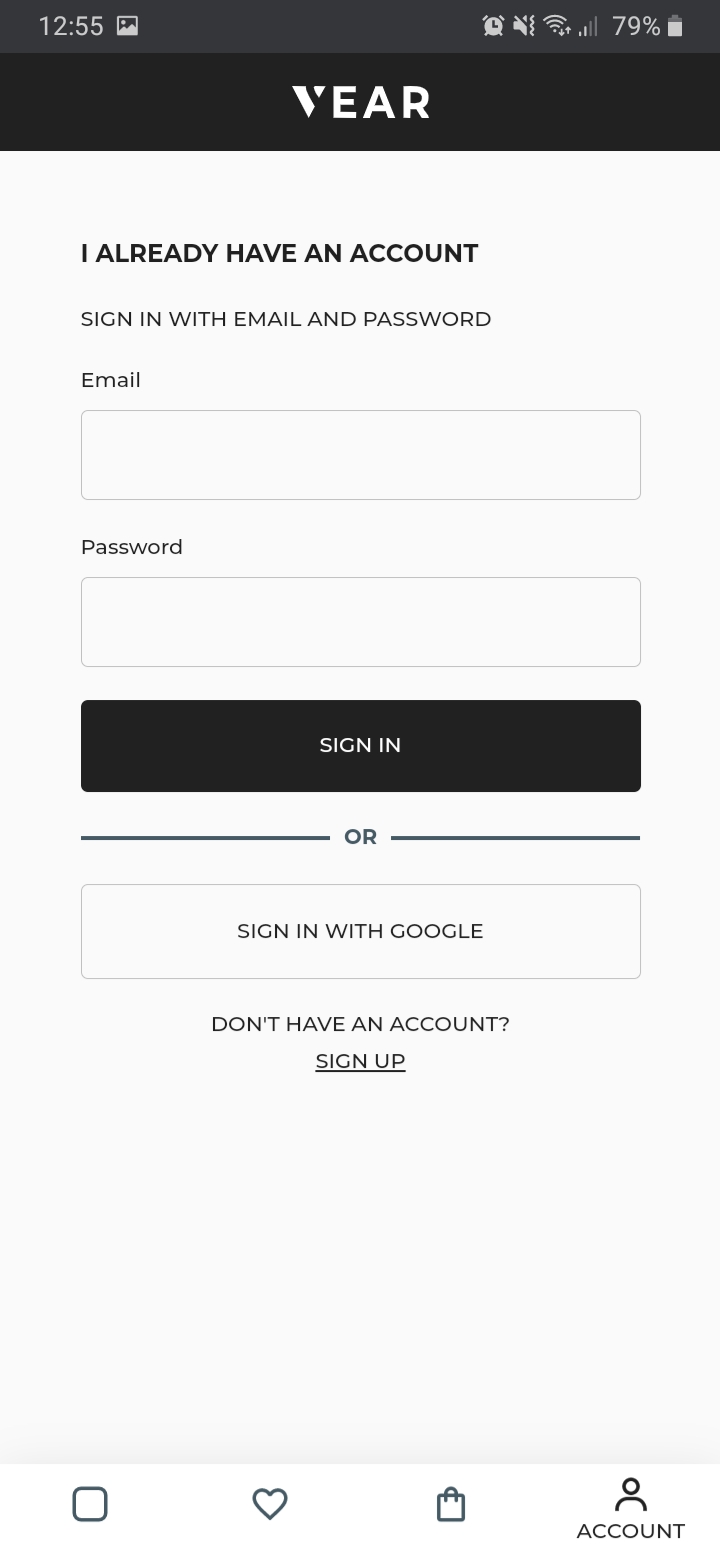 12:55 79%
VEAR
I ALREADY HAVE AN ACCOUNT
SIGN IN WITH EMAIL AND PASSWORD
Email
Password
SIGN IN
OR
SIGN IN WITH GOOGLE
DON'T HAVE AN ACCOUNT?
SIGN UP
ACCOUNT